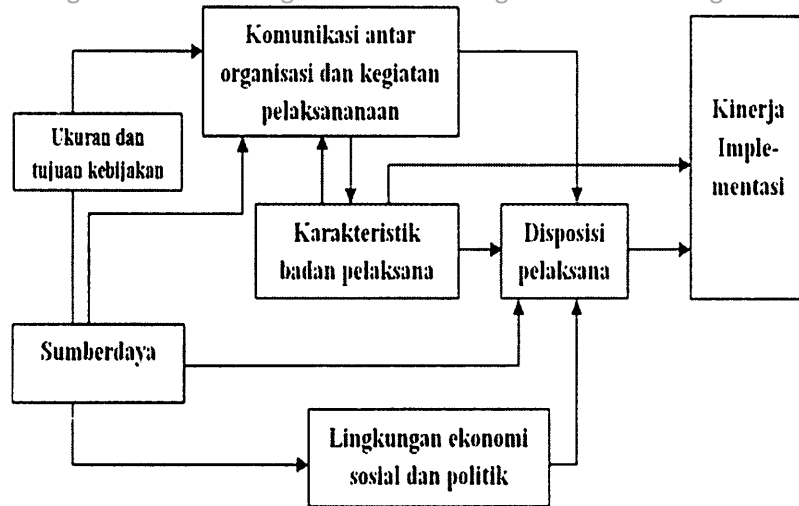 Komunikasi antar
organisasi dan kegiatan
pelaksananaan
Ukuran dan
tujuan kebijakan
Kinerja
Imple-
mentasi
Karakteristik
badan pelaksana
Disposisi
pelaksana
Sumberdaya
Lingkungan ekonomi
sosial dan politik